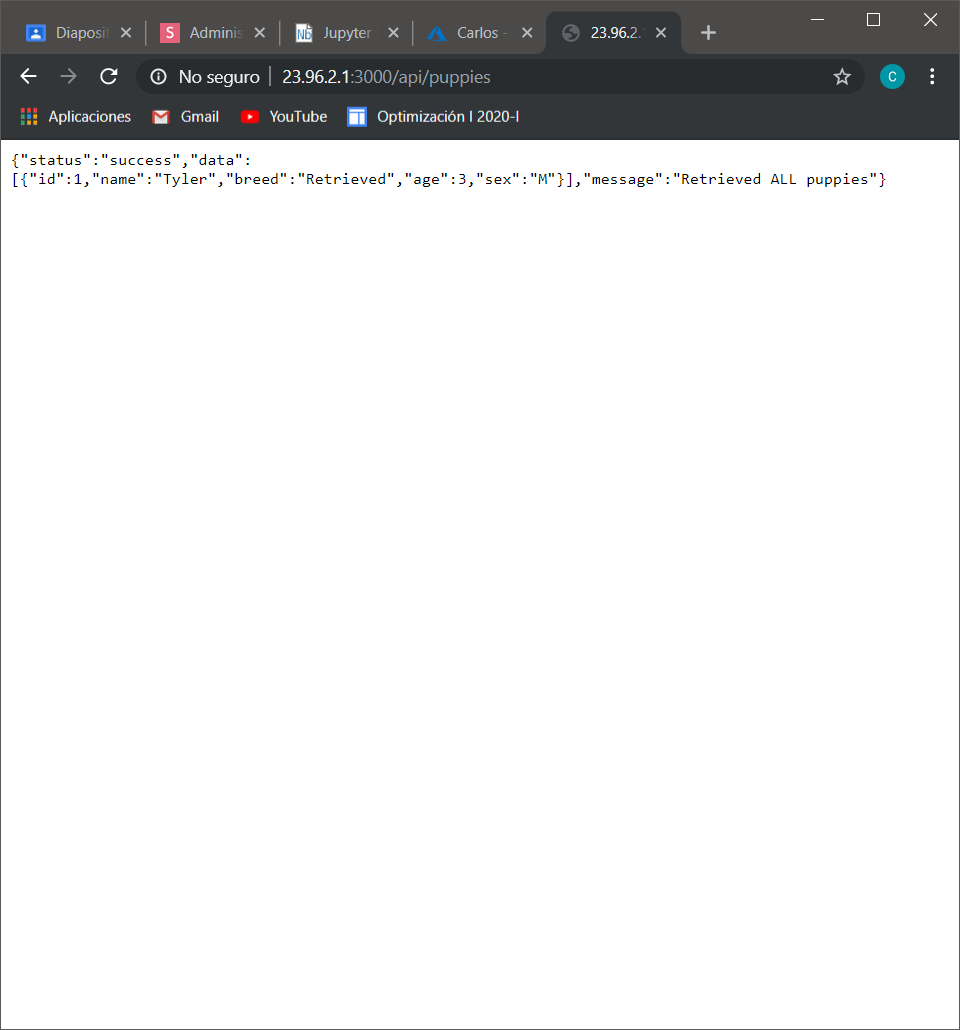 Diaposit
Adminis
Jupyter
Carlos -
23.96.2.
No seguro | 23.96.2.1:3000/api/puppies
C
Aplicaciones
Gmail
YouTube
Optimización I 2020-I
{"status":"success","data":
[{"id":1,"name":"Tyler","breed":"Retrieved","age":3,"sex":"M"}],"message":"Retrieved ALL puppies"}